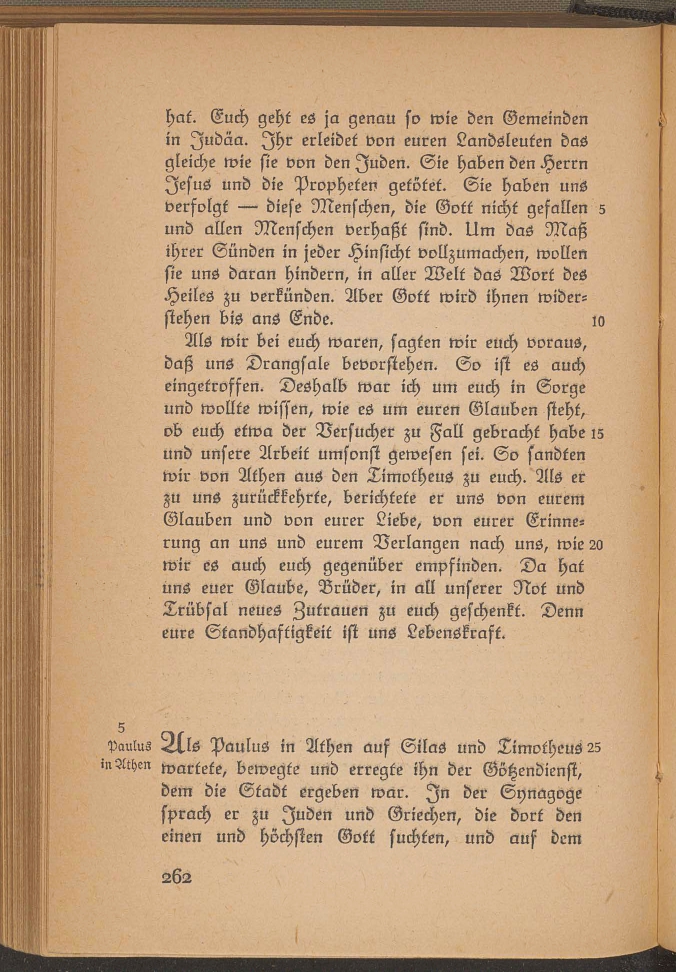 hat. Euch geht es ja genau so wie den Gemeinden
in Judäa. Ihr erleidet von euren Landsleuten das
gleiche wie sie von den Juden. Sie haben den Herrn
Jesus und die Propheten getötet. Sie haben uns
verfolgt — diese Menschen, die Gott nicht gefallen 5
und allen Menschen verhaßt sind. Um das Maß
ihrer Sünden in jeder Hinsicht vollzumachen, wollen
sie uns daran hindern, in aller Welt das Wort des
Heiles zu verkünden. Aber Gott wird ihnen wider-
stehen bis ans Ende. 10
Als wir bei euch waren, sagten wir euch voraus,
daß uns Drangsale bevorstehen. So ist es auch
eingetroffen. Deshalb war ich um euch in Sorge
und wollte wissen, wie es um euren Glauben steht,
ob euch etwa der Versucher zu Fall gebracht habe 15
und unsere Arbeit umsonst gewesen sei. So sandten
wir von Athen aus den Timotheus zu euch. Als er
zu uns zurückkehrte, berichtete er uns von eurem
Glauben und von eurer Liebe, von eurer Erinne-
rung an uns und eurem Verlangen nach uns, wie 20
wir es auch euch gegenüber empfinden. Da hat
uns euer Glaube, Brüder, in all unserer Not und
Trübsal neues Zutrauen zu euch geschenkt. Denn
eure Standhaftigkeit ist uns Lebenskraft.
5
Paulus
in Athen
Als Paulus in Athen auf Silas und Timotheus 25
wartete, bewegte und erregte ihn der Götzendienst,
dem die Stadt ergeben war. In der Synagoge
sprach er zu Juden und Griechen, die dort den
einen und höchsten Gott suchten, und auf dem
262